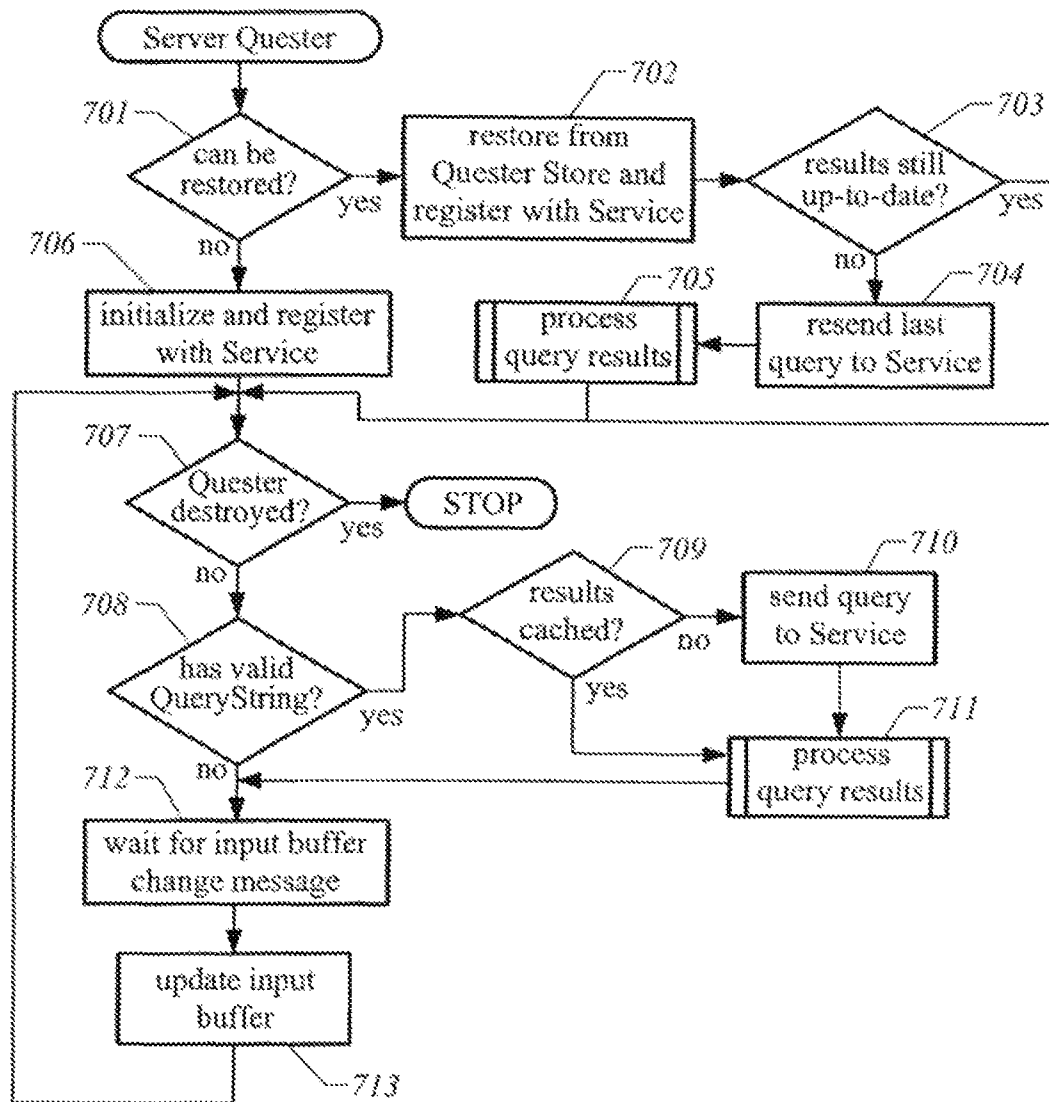 Server Quester
701
can be
restored?
yes
no
702
restore from
Quester Store and
register with Service
703
results still
up-to-date?
yes
no
704
resend last
query to Service
705
process
query results
706
initialize and register
with Service
707
Quester
destroyed?
yes
no
STOP
708
has valid
QueryString?
yes
no
709
results
cached?
no
yes
710
send query
to Service
711
process
query results
712
wait for input buffer
change message
update input
buffer
713